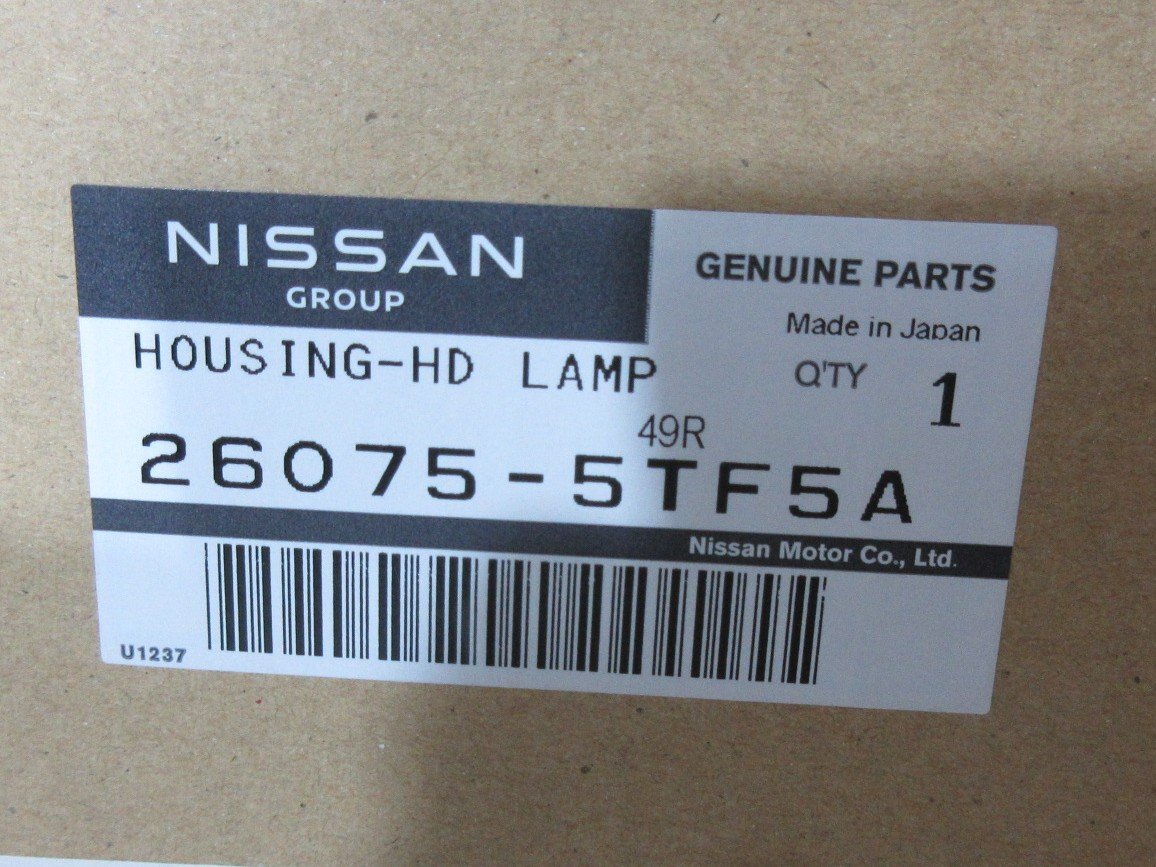 NISSAN
GROUP
GENUINE PARTS
Made in Japan
HOUSING-HD LAMP
Q'TY 1
49R
26075-5TF5A
Nissan Motor Co., Ltd.
U1237